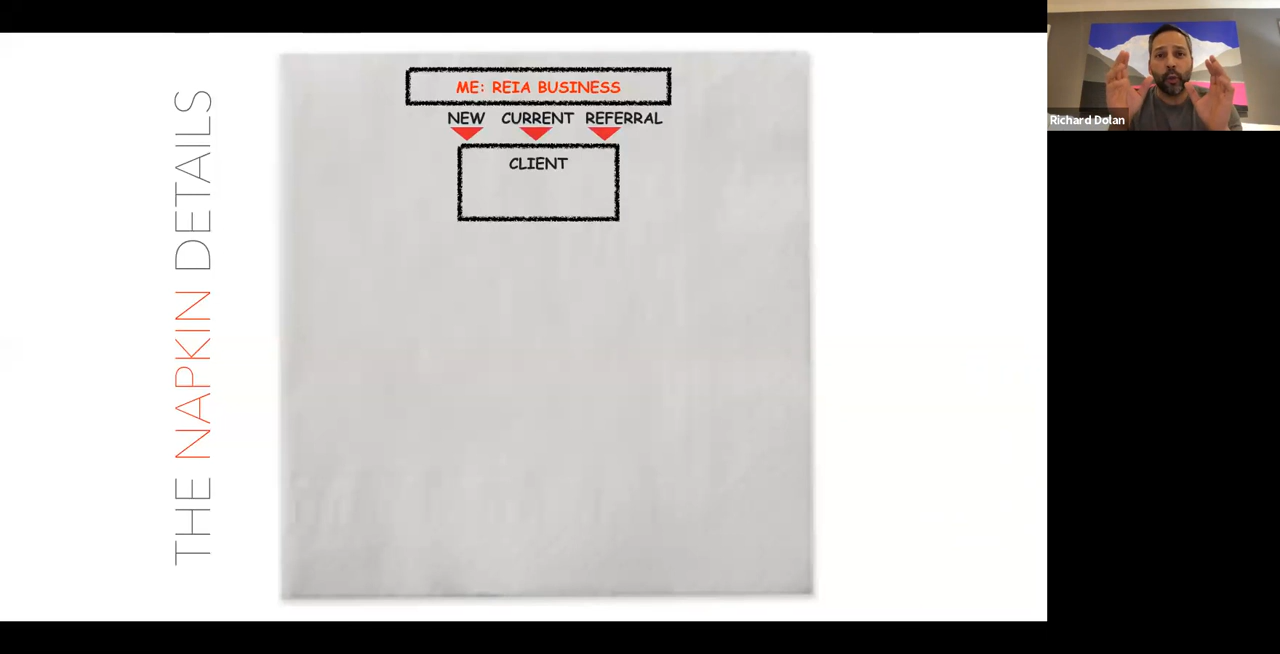 THE NAPKIN DETAILS
ME: REIA BUSINESS
NEW CURRENT REFERRAL
CLIENT
Richard Dolan